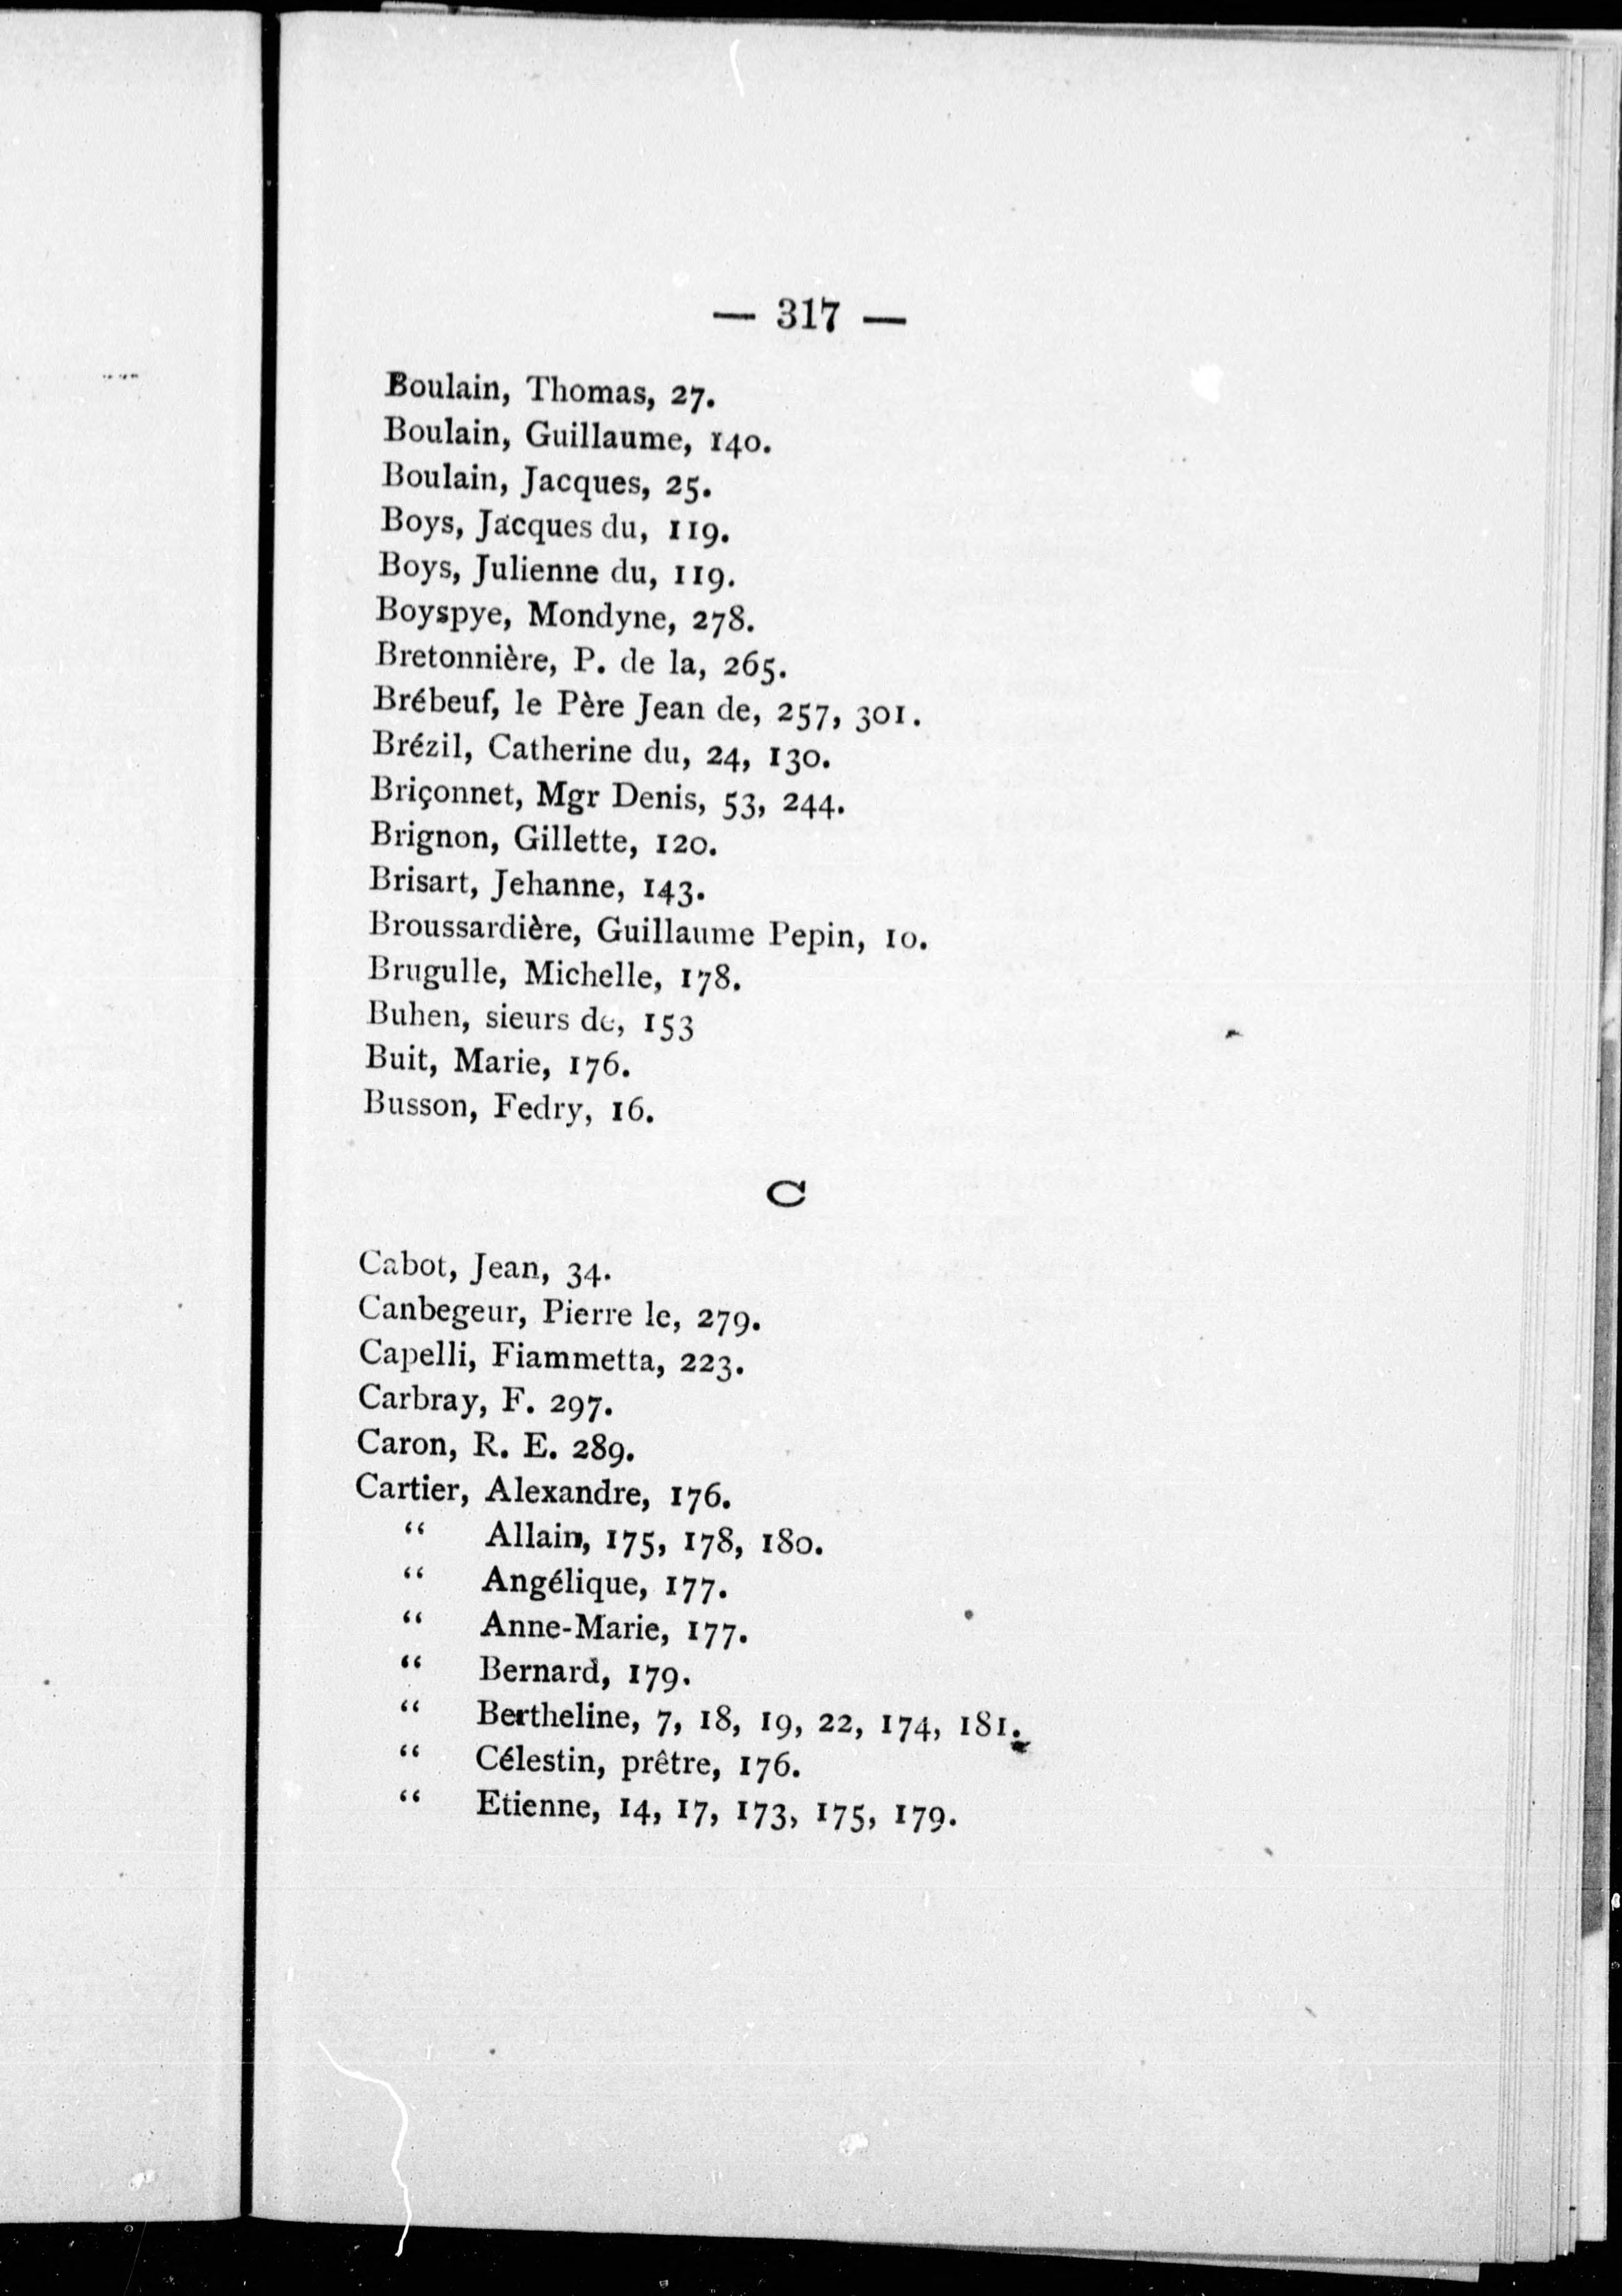 — 317 —
Boulain, Thomas, 27.
Boulain, Guillaume, 140.
Boulain, Jacques, 25.
Boys, Jacques du, 119.
Boys, Julienne du, 119.
Boyspye, Mondyne, 278.
Bretonnière, P. de la, 265.
Brébeuf, le Père Jean de, 257, 301.
Brézil, Catherine du, 24, 130.
Briçonnet, Mgr Denis, 53, 244.
Brignon, Gillette, 120.
Brisart, Jehanne, 143.
Broussardière, Guillaume Pepin, 10.
Brugulle, Michelle, 178.
Buhen, sieurs de, 153
Buit, Marie, 176.
Busson, Fedry, 16.
C
Cabot, Jean, 34.
Canbegeur, Pierre le, 279.
Capelli, Fiammetta, 223.
Carbray, F. 297.
Caron, R. E. 289.
Cartier, Alexandre, 176.
“ Allain, 175, 178, 180.
“ Angélique, 177.
“ Anne-Marie, 177.
“ Bernard, 179.
“ Bertheline, 7, 18, 19, 22, 174, 181.
“ Célestin, prêtre, 176.
“ Etienne, 14, 17, 173, 175, 179.